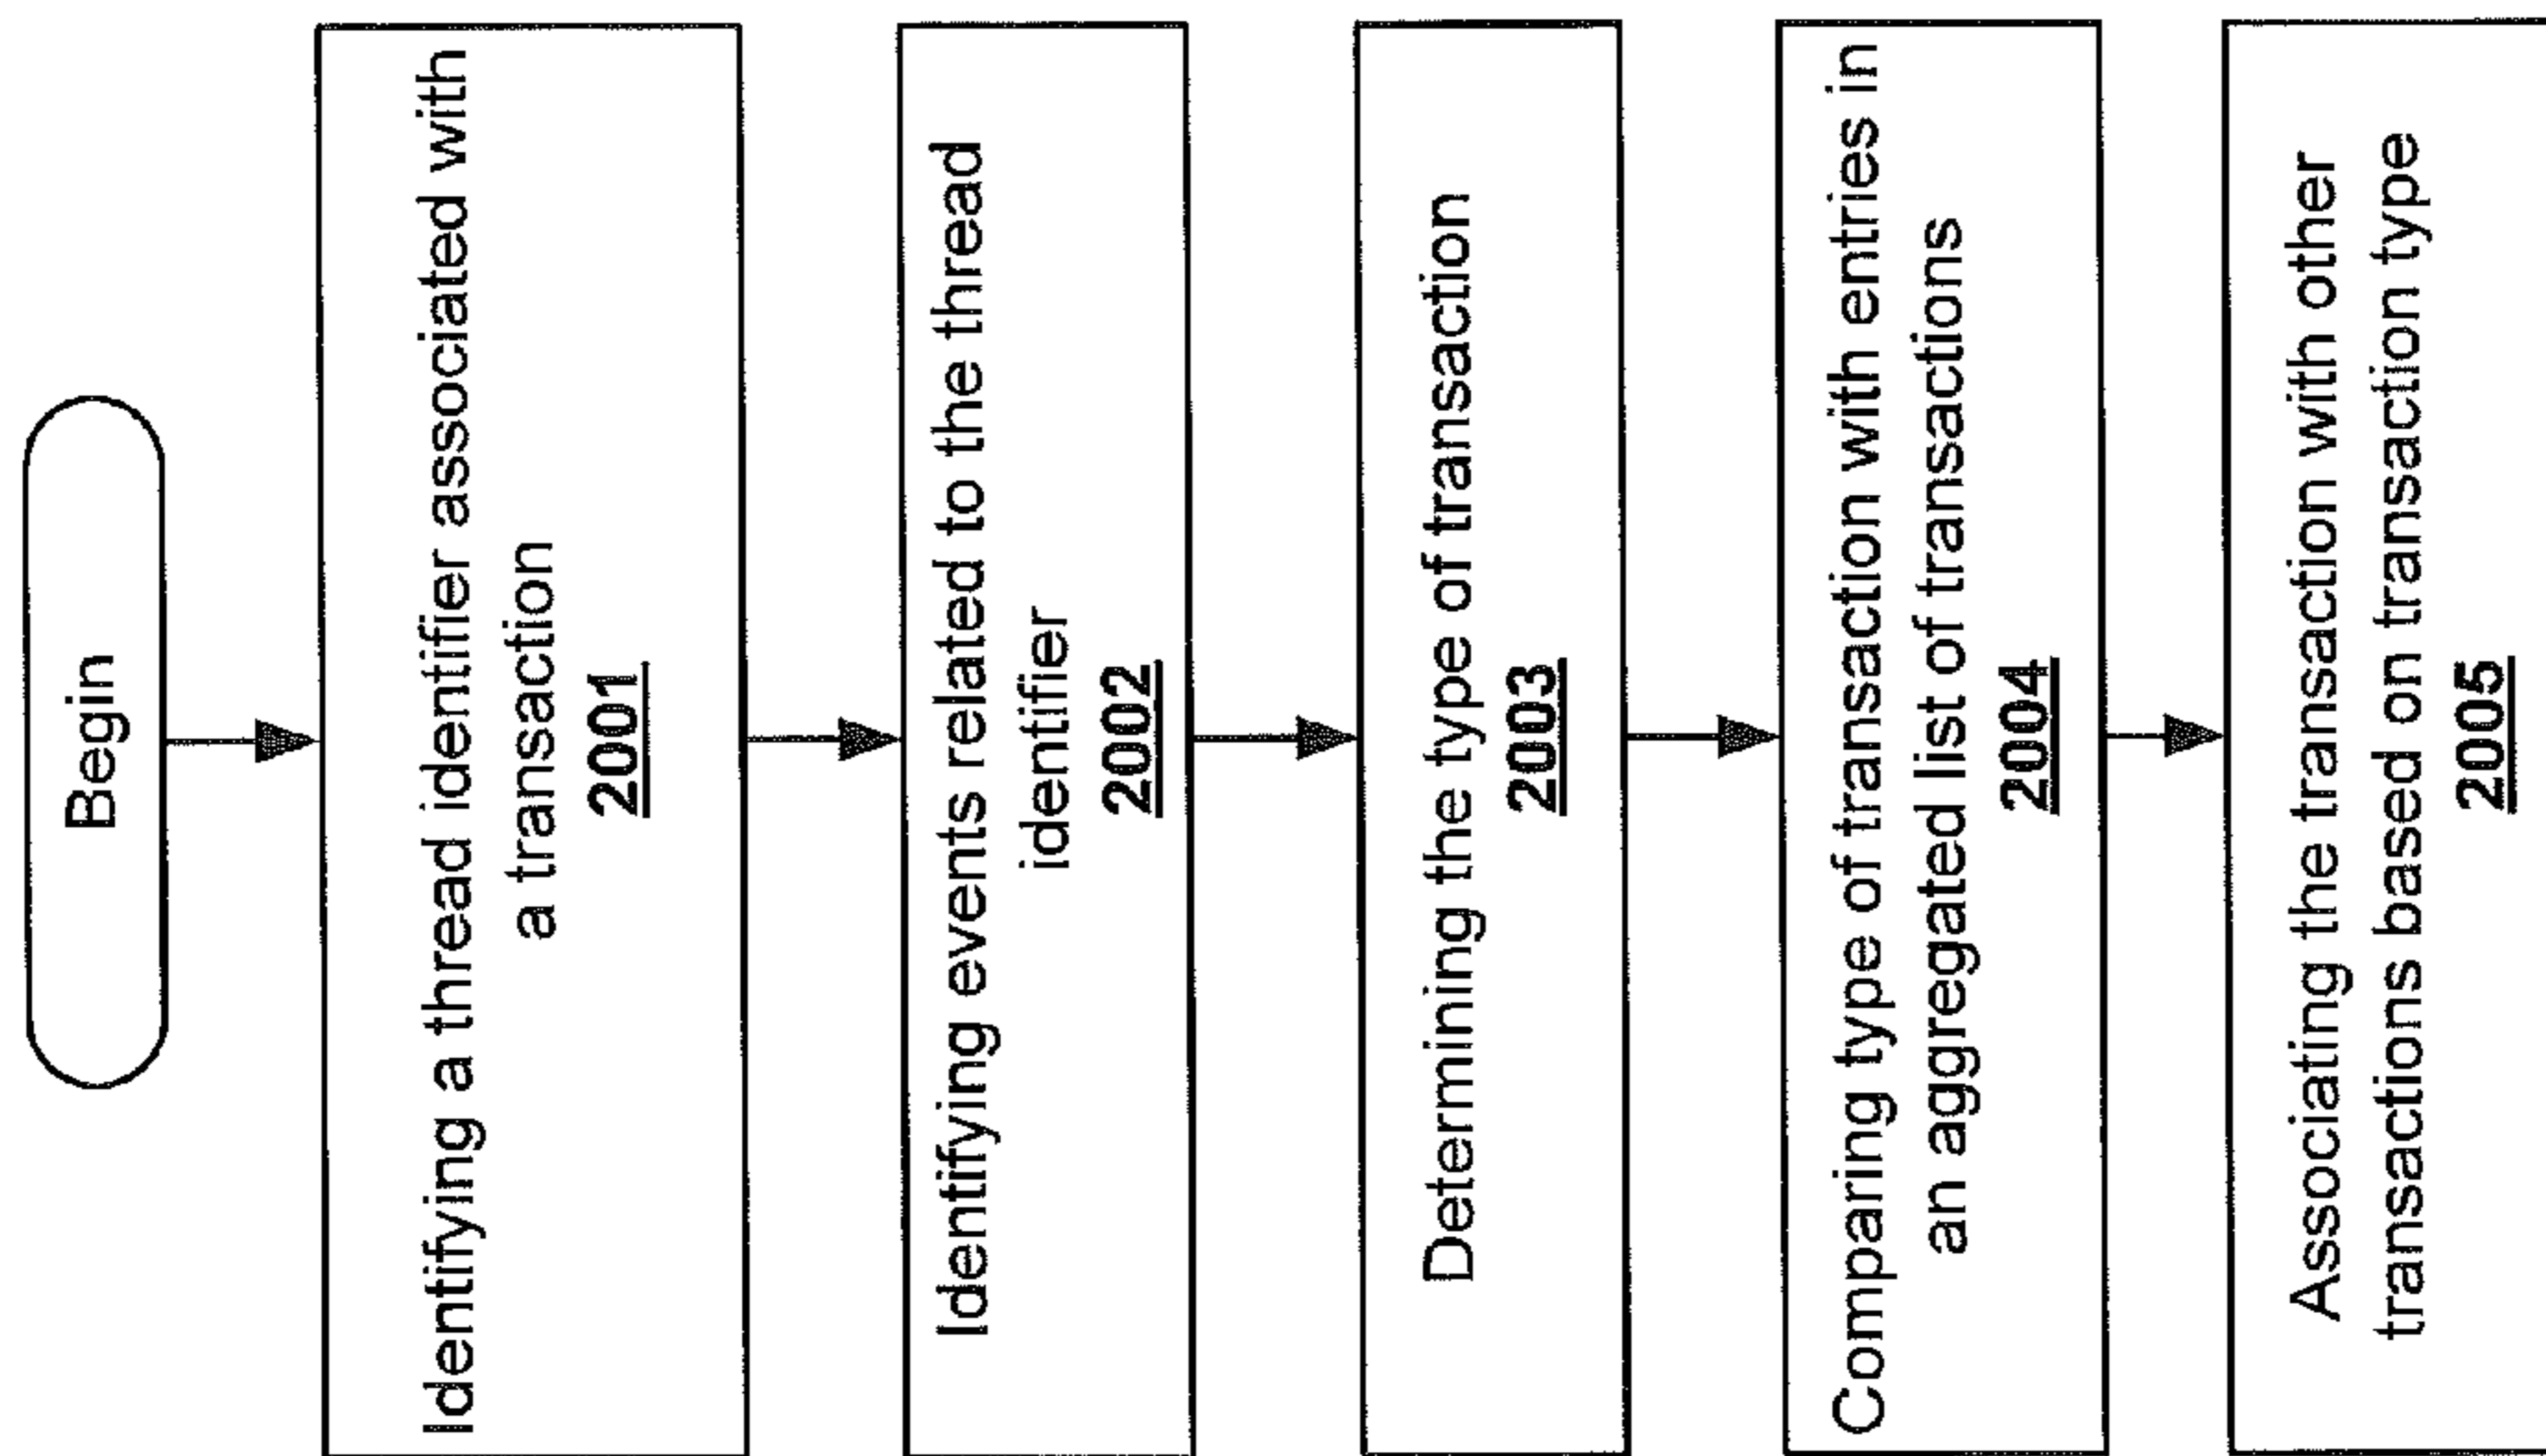 Begin
Identifying a thread identifier associated with
a transaction
2001
Identifying events related to the thread
identifier
2002
Determining the type of transaction
2003
Comparing type of transaction with entries in
an aggregated list of transactions
2004
Associating the transaction with other
transactions based on transaction type
2005